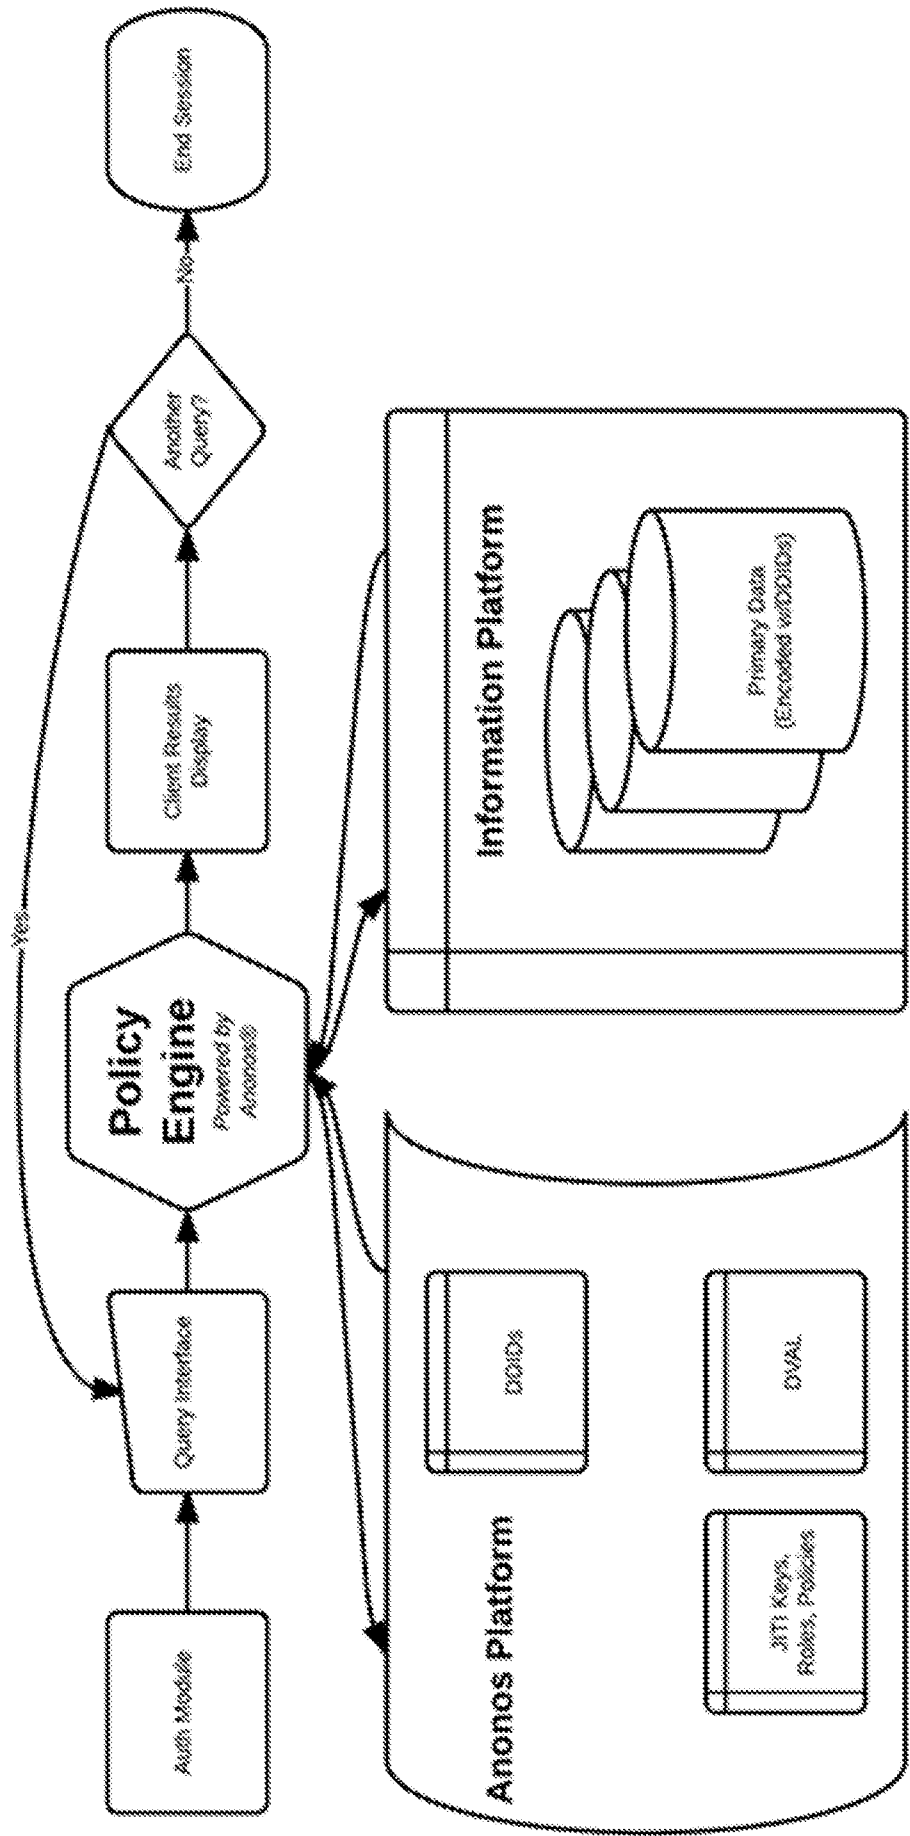 Auth Module
Query Interface
Policy
Engine
Powered by
Anonos®
Client Results
Display
Another
Query?
No
End Session
Yes
Anonos Platform
DDIDs
JITI Keys,
Roles, Policies
DVAL
Information Platform
Primary Data
(Encoded w/DDIDs)